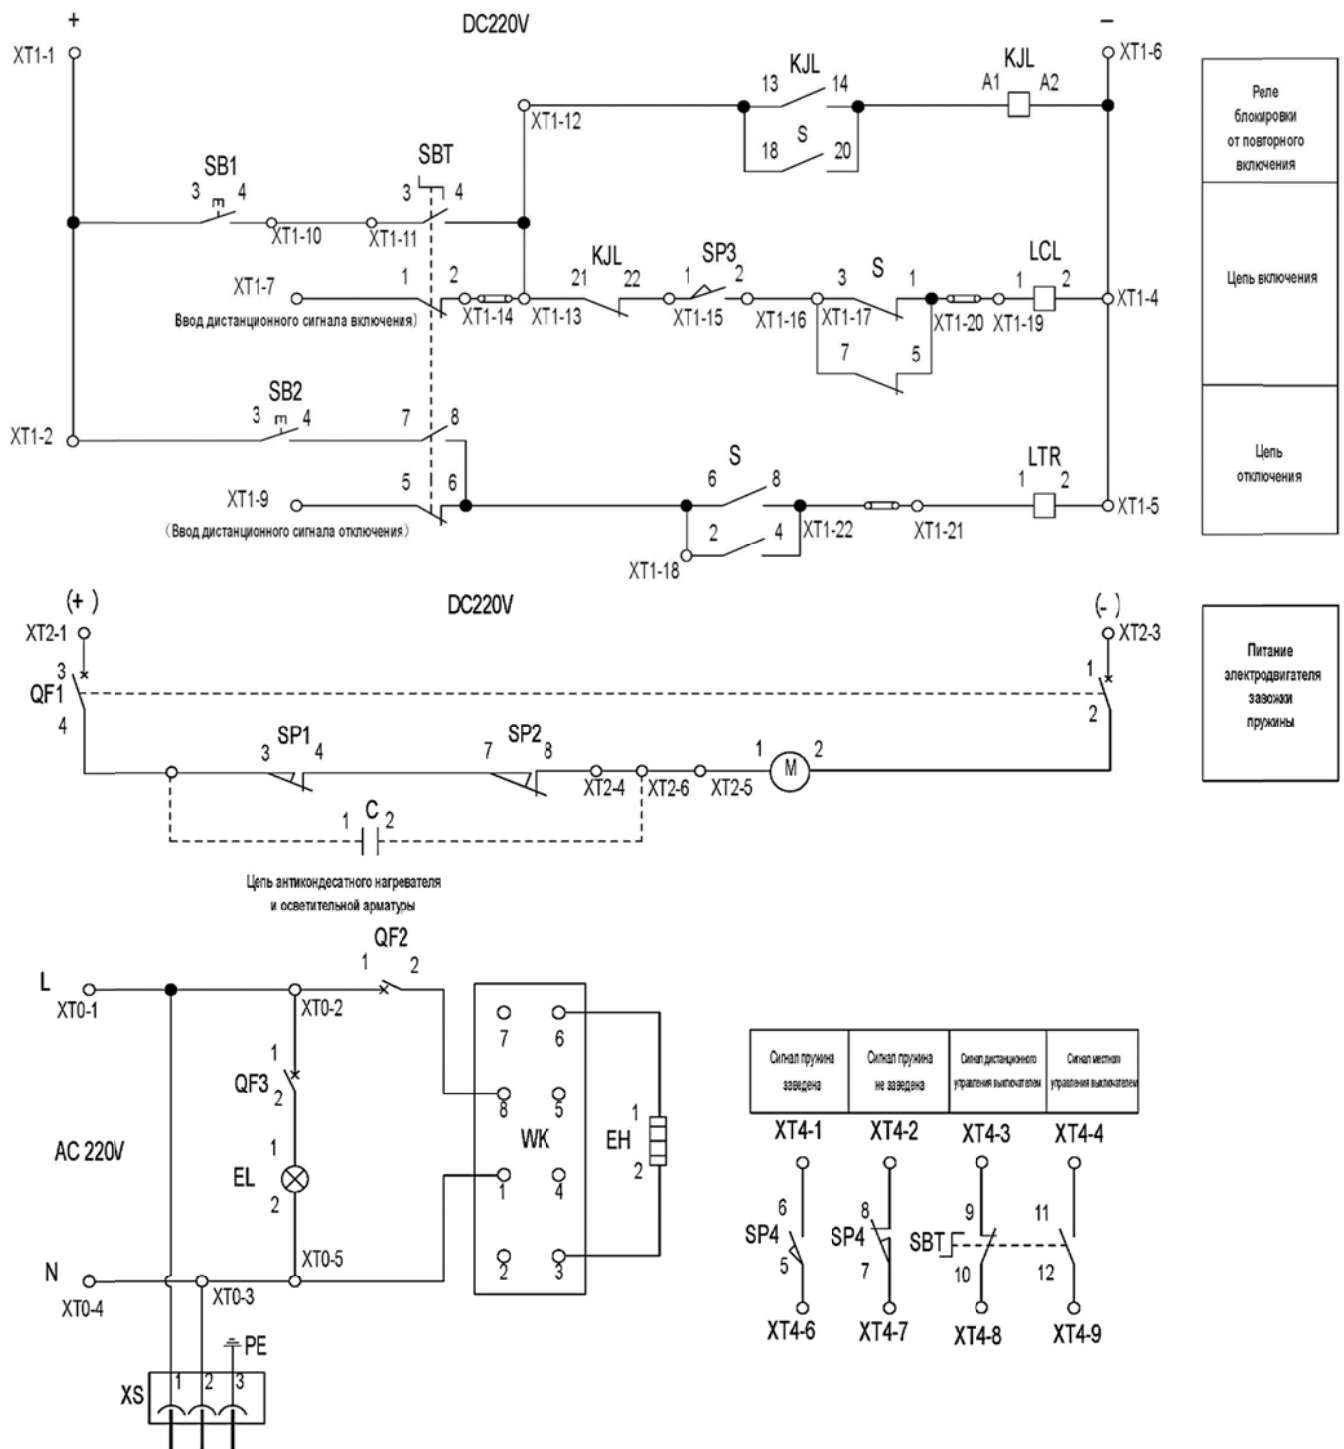 +
DC220V
−
XT1-1
XT1-6
KJL
13 14
KJL
A1 A2
XT1-12
S
18 20
Реле
блокировки
от повторного
включения
SB1
3 4
SBT
3 4
XT1-10
XT1-11
XT1-7
1 2
Ввод дистанционного сигнала включения)
XT1-14
XT1-13
KJL
21 22
SP3
1 2
XT1-15
XT1-16
S
3 1
XT1-17
7 5
XT1-20
XT1-19
LCL
1 2
XT1-4
Цепь включения
SB2
3 4
XT1-2
7 8
XT1-9
5 6
(Ввод дистанционного сигнала отключения)
S
6 8
2 4
XT1-18
XT1-22
XT1-21
LTR
1 2
XT1-5
Цепь
отключения
(+)
DC220V
(-)
XT2-1
XT2-3
3
QF1
4
1
2
SP1
3 4
SP2
7 8
XT2-4
XT2-6
XT2-5
1 2
M
C
1 2
Питание
электродвигателя
завожки
пружины
Цепь антикондесатного нагревателя
и осветительной арматуры
QF2
1 2
L
XT0-1
XT0-2
1
QF3
2
AC 220V
1
EL
2
XT0-5
N
XT0-4
XT0-3
PE
XS
1 2 3
7 6
8 5
WK
1 4
2 3
1
EH
2
Сигнал пружина
заведена
Сигнал пружина
не заведена
Сигнал дистанционного
управления выключателем
Сигнал местного
управления выключателем
XT4-1 XT4-2 XT4-3 XT4-4
6
SP4
5
8
SP4
7
9
SBT
10
11
12
XT4-6 XT4-7 XT4-8 XT4-9